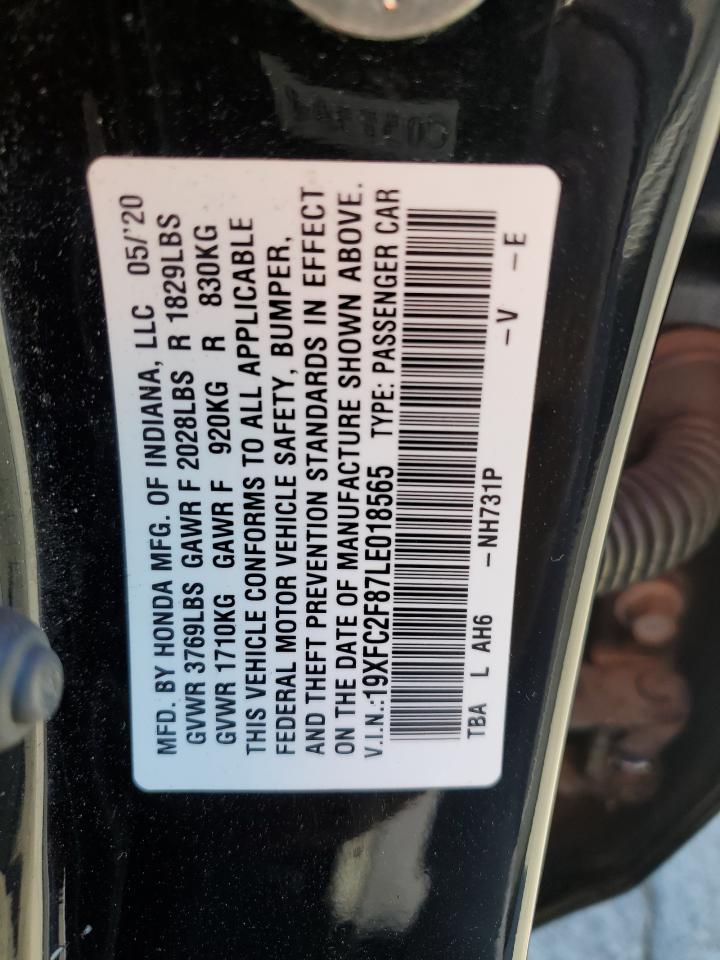 MFD. BY HONDA MFG. OF INDIANA, LLC 05/'20
GVWR 3769LBS GAWR F 2028LBS R 1829LBS
GVWR 1710KG GAWR F 920KG R 830KG
THIS VEHICLE CONFORMS TO ALL APPLICABLE
FEDERAL MOTOR VEHICLE SAFETY, BUMPER,
AND THEFT PREVENTION STANDARDS IN EFFECT
ON THE DATE OF MANUFACTURE SHOWN ABOVE.
V.I.N.:19XFC2F87LE018565 TYPE: PASSENGER CAR
TBA L AH6 -NH731P -V -E